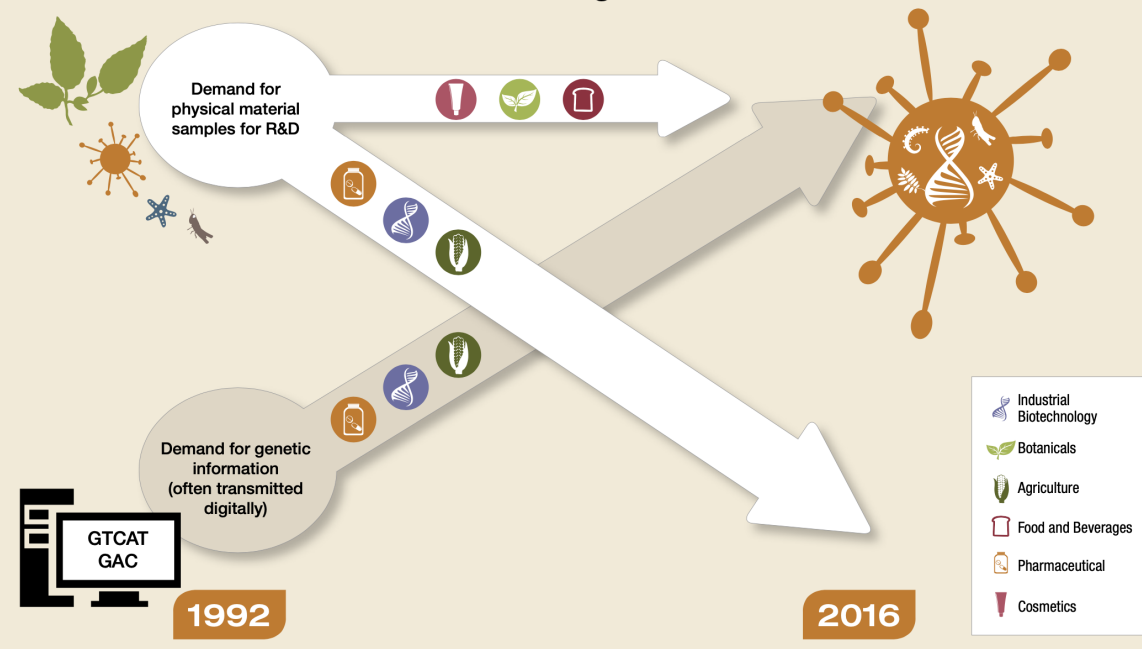 Demand for
physical material
samples for R&D
Demand for genetic
information
(often transmitted
digitally)
GTCAT
GAC
1992
2016
Industrial
Biotechnology
Botanicals
Agriculture
Food and Beverages
Pharmaceutical
Cosmetics